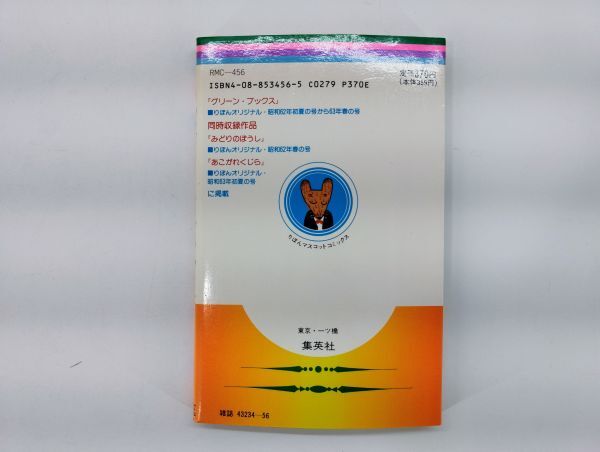 RMC—456
ISBN4-08-853456-5 C0279 P370E
定価370円
(本体359円)
「グリーン・ブックス」
■りぼんオリジナル・昭和62年初夏の号から63年春の号
同時収録作品
「みどりのぼうし」
■りぼんオリジナル・昭和62年春の号
「あこがれくじら」
■りぼんオリジナル・
昭和63年初夏の号
に掲載
りぼんマスコットコミックス
東京・一ツ橋
集英社
雑誌 43234—56